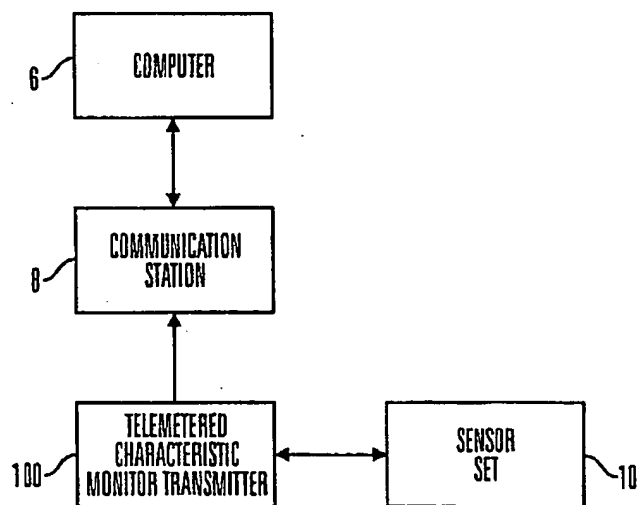 6
COMPUTER
8
COMMUNICATION
STATION
100
TELEMETERED
CHARACTERISTIC
MONITOR TRANSMITTER
SENSOR
SET
10